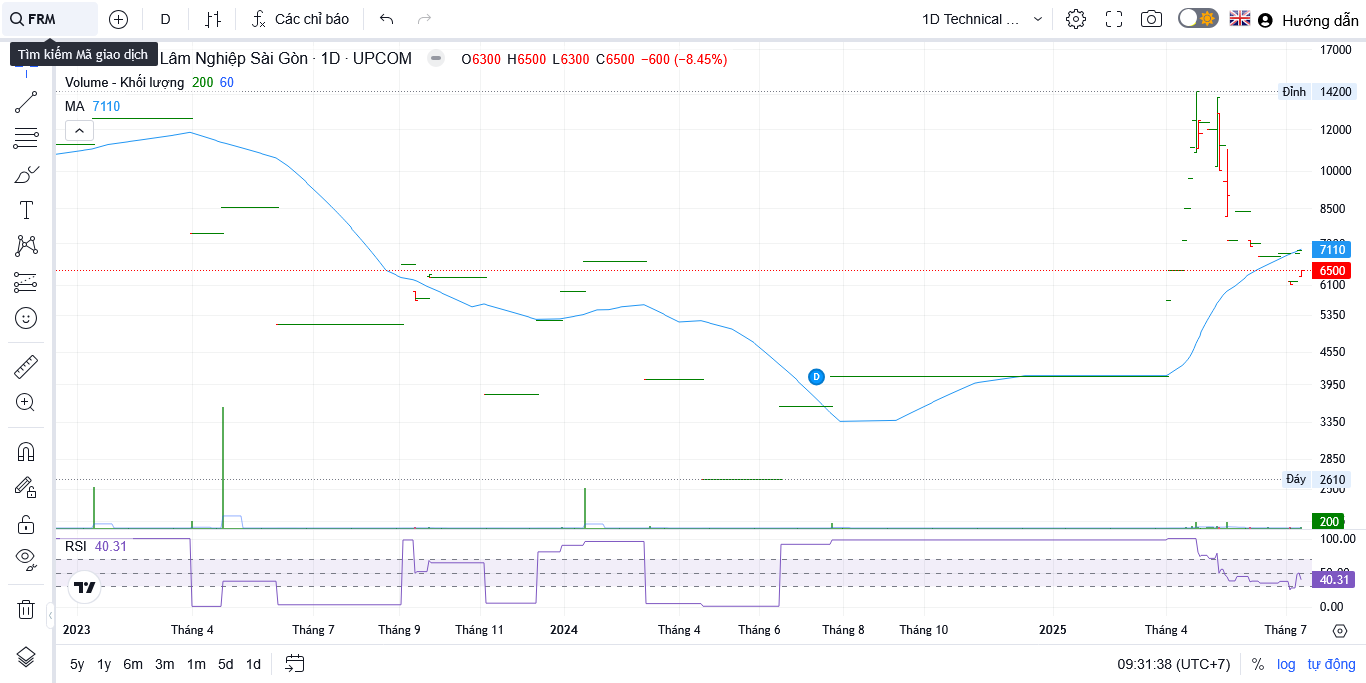 FRM D Các chỉ báo 1D Technical ... Hướng dẫn
Tìm kiếm Mã giao dịch Lâm Nghiệp Sài Gòn · 1D · UPCOM O6300 H6500 L6300 C6500 −600 (−8.45%)
17000
Volume - Khối lượng 200 60
Đỉnh 14200
MA 7110
12000
10000
8500
7110
6500
6100
5350
4550
D
3950
3350
2850
Đáy 2610
2500
200
RSI 40.31
100.00
50.00
40.31
0.00
2023 Tháng 4 Tháng 7 Tháng 9 Tháng 11 2024 Tháng 4 Tháng 6 Tháng 8 Tháng 10 2025 Tháng 4 Tháng 7
5y 1y 6m 3m 1m 5d 1d 09:31:38 (UTC+7) % log tự động